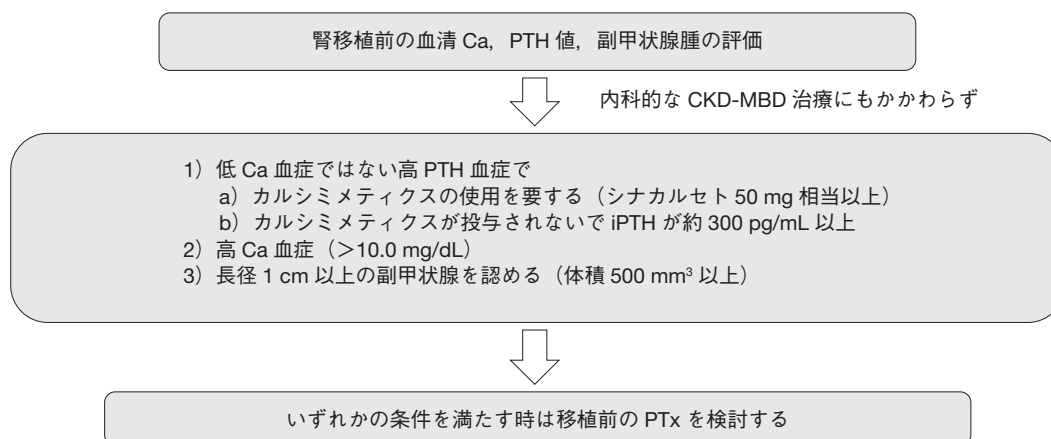 腎移植前の血清 Ca，PTH 値，副甲状腺腫の評価
内科的な CKD-MBD 治療にもかかわらず
1）低 Ca 血症ではない高 PTH 血症で
a）カルシミメティクスの使用を要する（シナカルセト 50 mg 相当以上）
b）カルシミメティクスが投与されないで iPTH が約 300 pg/mL 以上
2）高 Ca 血症（＞10.0 mg/dL）
3）長径 1 cm 以上の副甲状腺を認める（体積 500 mm³ 以上）
いずれかの条件を満たす時は移植前の PTx を検討する